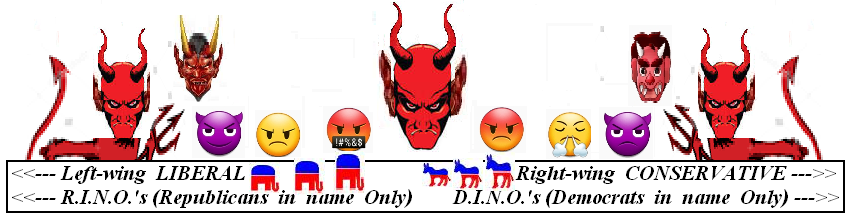 !#%&$
<<--- Left-wing LIBERAL Right-wing CONSERVATIVE --->>
<<--- R.I.N.O.'s (Republicans in name Only) D.I.N.O.'s (Democrats in name Only) --->>